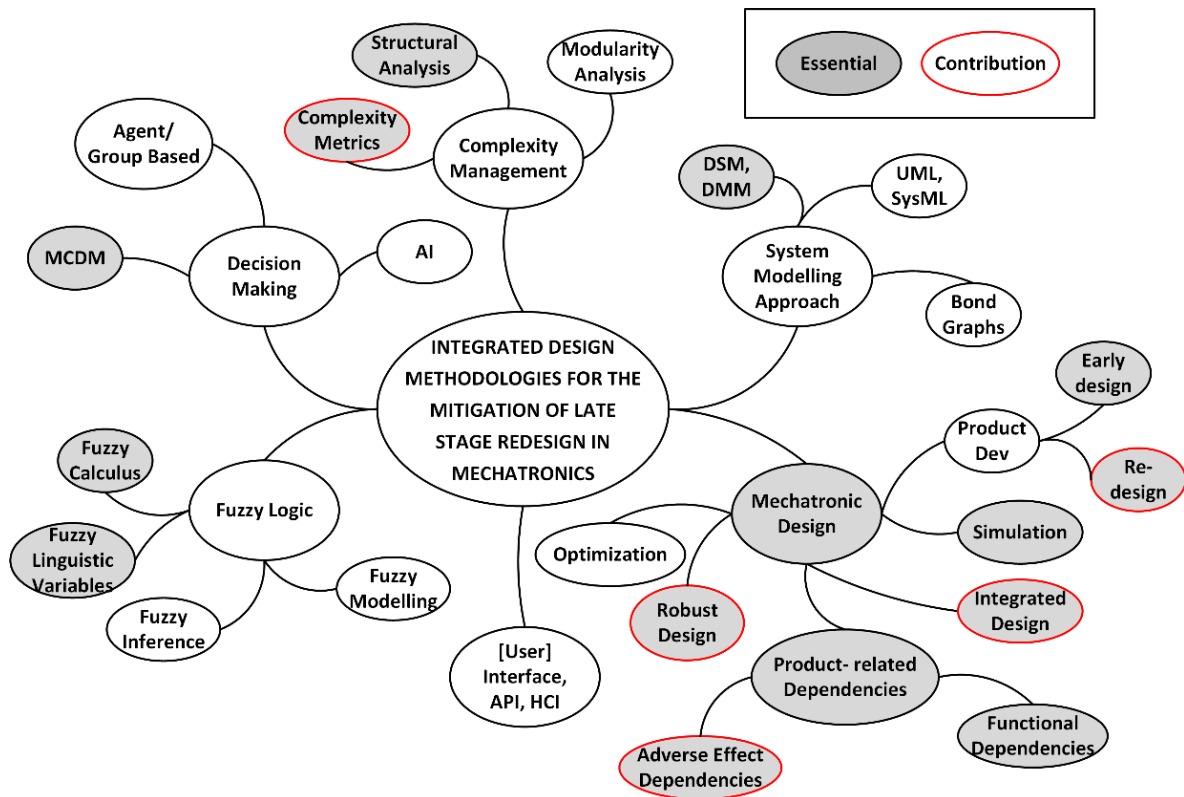 Structural
Analysis
Modularity
Analysis
Essential
Contribution
Complexity
Metrics
Complexity
Management
Agent/
Group Based
DSM,
DMM
UML,
SysML
MCDM
Decision
Making
AI
System
Modelling
Approach
Bond
Graphs
INTEGRATED DESIGN
METHODOLOGIES FOR THE
MITIGATION OF LATE
STAGE REDESIGN IN
MECHATRONICS
Early
design
Product
Dev
Re-
design
Fuzzy
Calculus
Fuzzy Logic
Mechatronic
Design
Simulation
Fuzzy
Linguistic
Variables
Optimization
Fuzzy
Modelling
Fuzzy
Inference
Robust
Design
Integrated
Design
[User]
Interface,
API, HCI
Product- related
Dependencies
Functional
Dependencies
Adverse Effect
Dependencies